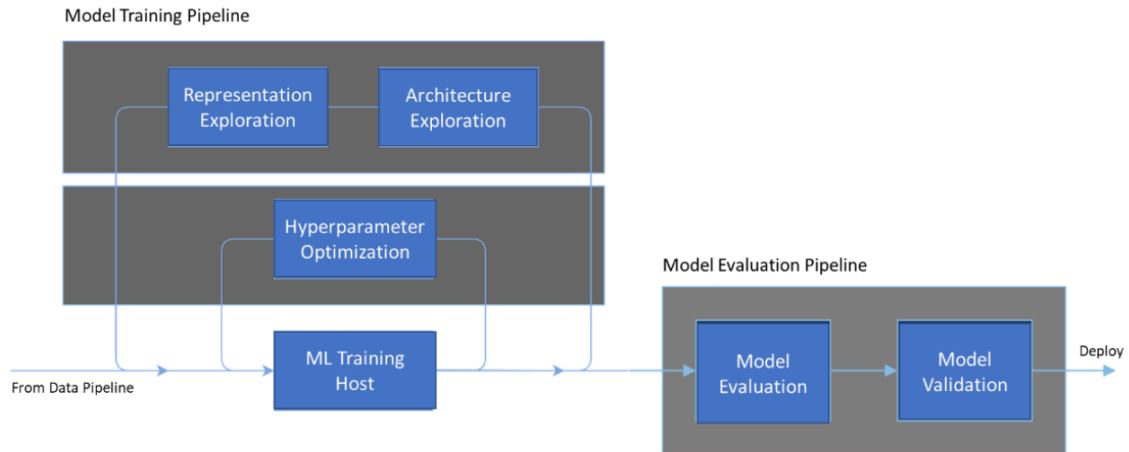 Model Training Pipeline
Representation
Exploration
Architecture
Exploration
Hyperparameter
Optimization
Model Evaluation Pipeline
ML Training
Host
Model
Evaluation
Model
Validation
Deploy
From Data Pipeline